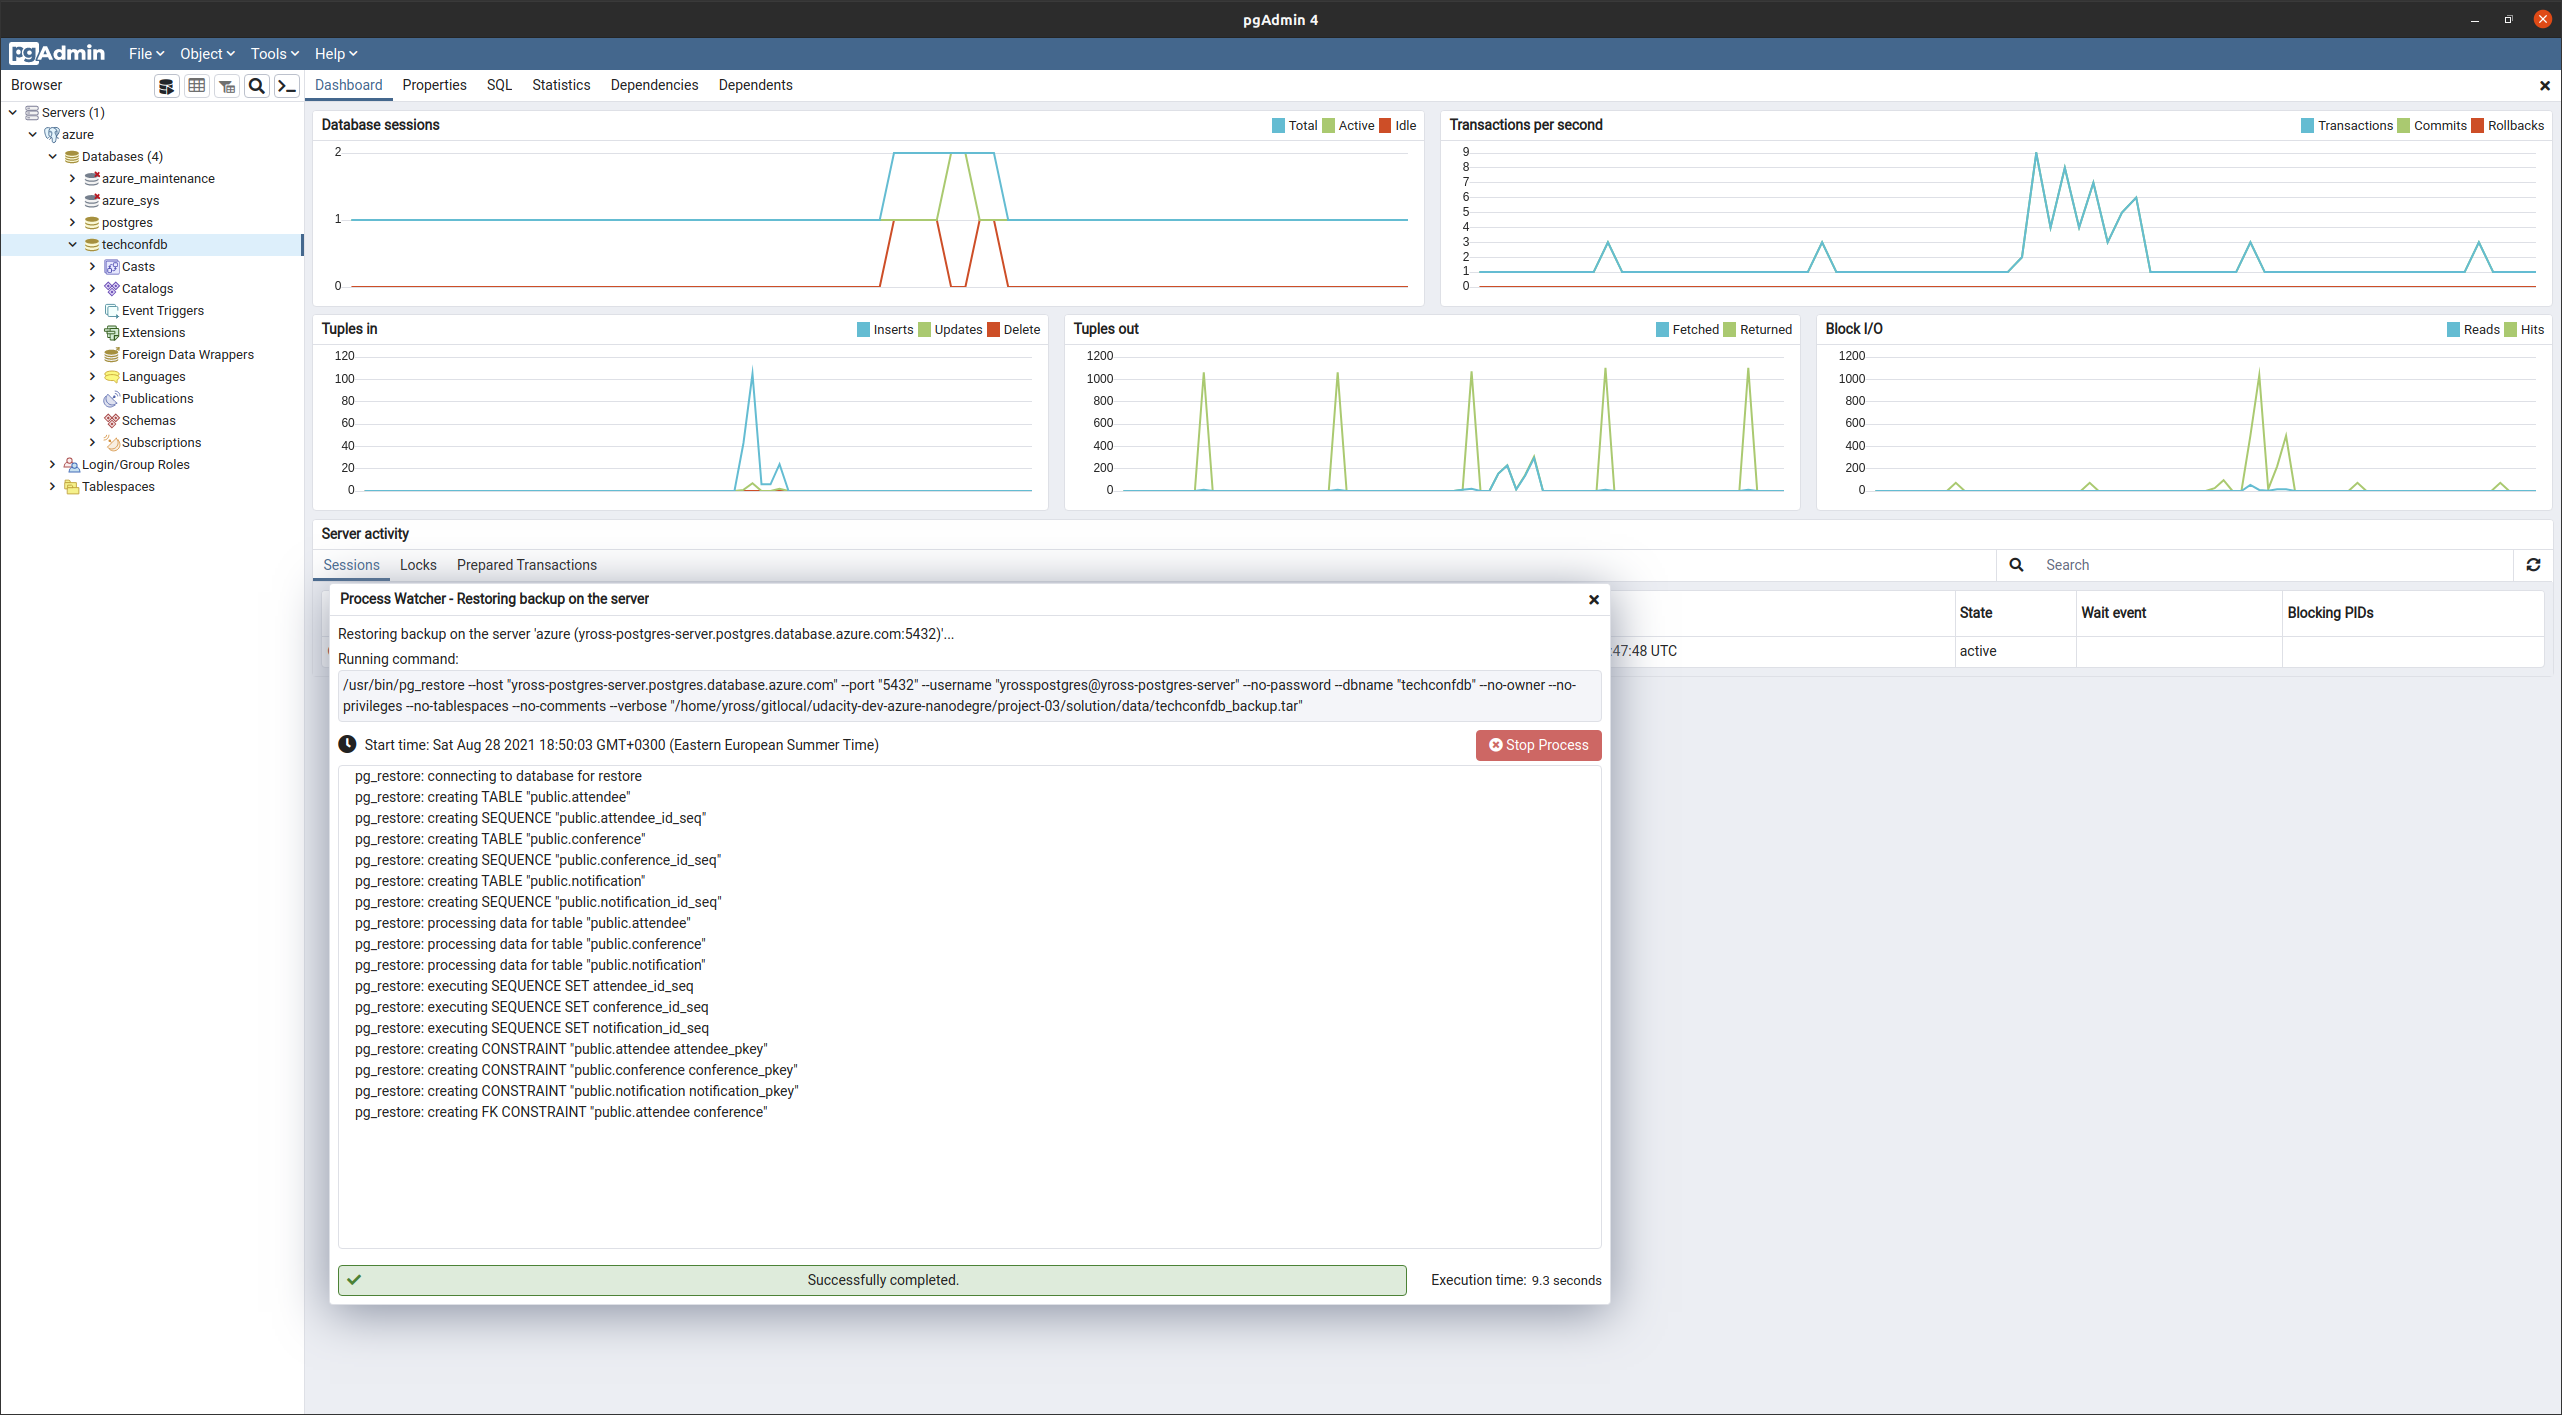 pgAdmin 4
pgAdmin File Object Tools Help
Browser
Dashboard Properties SQL Statistics Dependencies Dependents
Servers (1)
azure
Databases (4)
azure_maintenance
azure_sys
postgres
techconfdb
Casts
Catalogs
Event Triggers
Extensions
Foreign Data Wrappers
Languages
Publications
Schemas
Subscriptions
Login/Group Roles
Tablespaces
Database sessions Total Active Idle
2
1
0
Transactions per second Transactions Commits Rollbacks
9
8
7
6
5
4
3
2
1
0
Tuples in Inserts Updates Delete
120
100
80
60
40
20
0
Tuples out Fetched Returned
1200
1000
800
600
400
200
0
Block I/O Reads Hits
1200
1000
800
600
400
200
0
Server activity
Sessions Locks Prepared Transactions Search
State Wait event Blocking PIDs
:47:48 UTC active
Process Watcher - Restoring backup on the server
Restoring backup on the server 'azure (yross-postgres-server.postgres.database.azure.com:5432)'...
Running command:
/usr/bin/pg_restore --host "yross-postgres-server.postgres.database.azure.com" --port "5432" --username "yrosspostgres@yross-postgres-server" --no-password --dbname "techconfdb" --no-owner --no-
privileges --no-tablespaces --no-comments --verbose "/home/yross/gitlocal/udacity-dev-azure-nanodegre/project-03/solution/data/techconfdb_backup.tar"
Start time: Sat Aug 28 2021 18:50:03 GMT+0300 (Eastern European Summer Time) Stop Process
pg_restore: connecting to database for restore
pg_restore: creating TABLE "public.attendee"
pg_restore: creating SEQUENCE "public.attendee_id_seq"
pg_restore: creating TABLE "public.conference"
pg_restore: creating SEQUENCE "public.conference_id_seq"
pg_restore: creating TABLE "public.notification"
pg_restore: creating SEQUENCE "public.notification_id_seq"
pg_restore: processing data for table "public.attendee"
pg_restore: processing data for table "public.conference"
pg_restore: processing data for table "public.notification"
pg_restore: executing SEQUENCE SET attendee_id_seq
pg_restore: executing SEQUENCE SET conference_id_seq
pg_restore: executing SEQUENCE SET notification_id_seq
pg_restore: creating CONSTRAINT "public.attendee attendee_pkey"
pg_restore: creating CONSTRAINT "public.conference conference_pkey"
pg_restore: creating CONSTRAINT "public.notification notification_pkey"
pg_restore: creating FK CONSTRAINT "public.attendee conference"
Successfully completed. Execution time: 9.3 seconds